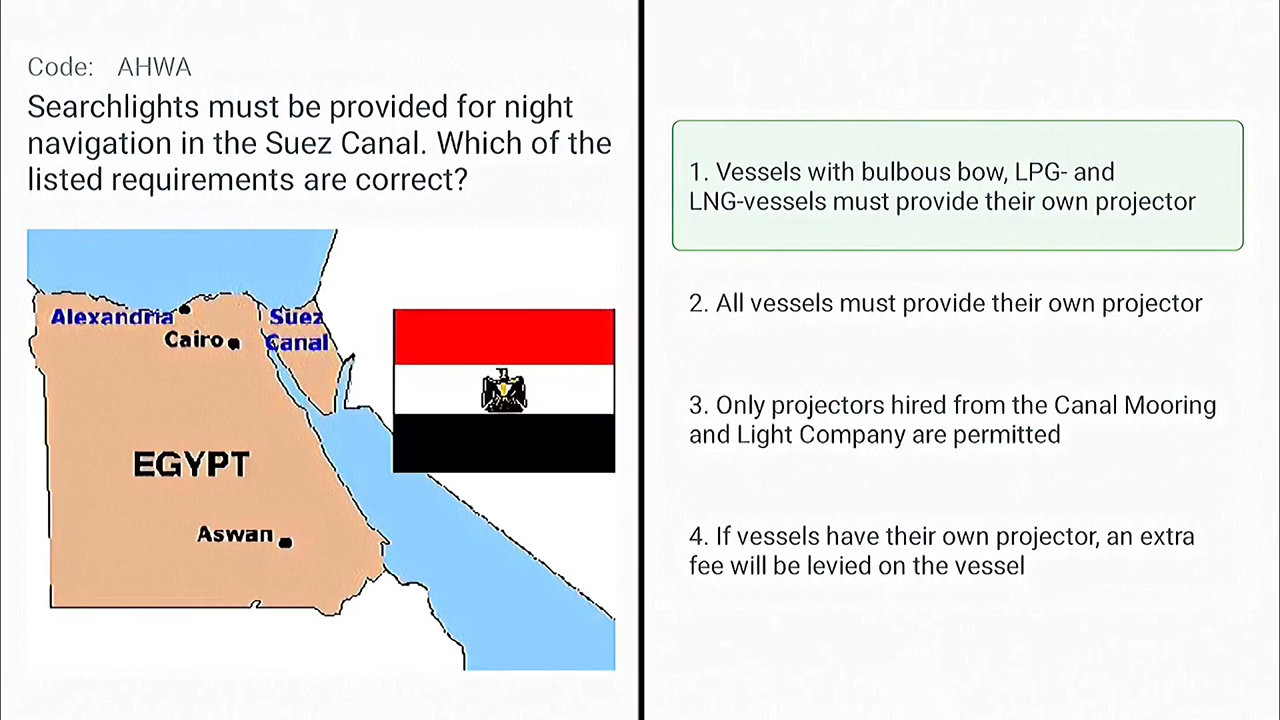 Code: AHWA
Searchlights must be provided for night
navigation in the Suez Canal. Which of the
listed requirements are correct?
Alexandria
Suez
Cairo
Canal
EGYPT
Aswan
1. Vessels with bulbous bow, LPG- and
LNG-vessels must provide their own projector
2. All vessels must provide their own projector
3. Only projectors hired from the Canal Mooring
and Light Company are permitted
4. If vessels have their own projector, an extra
fee will be levied on the vessel